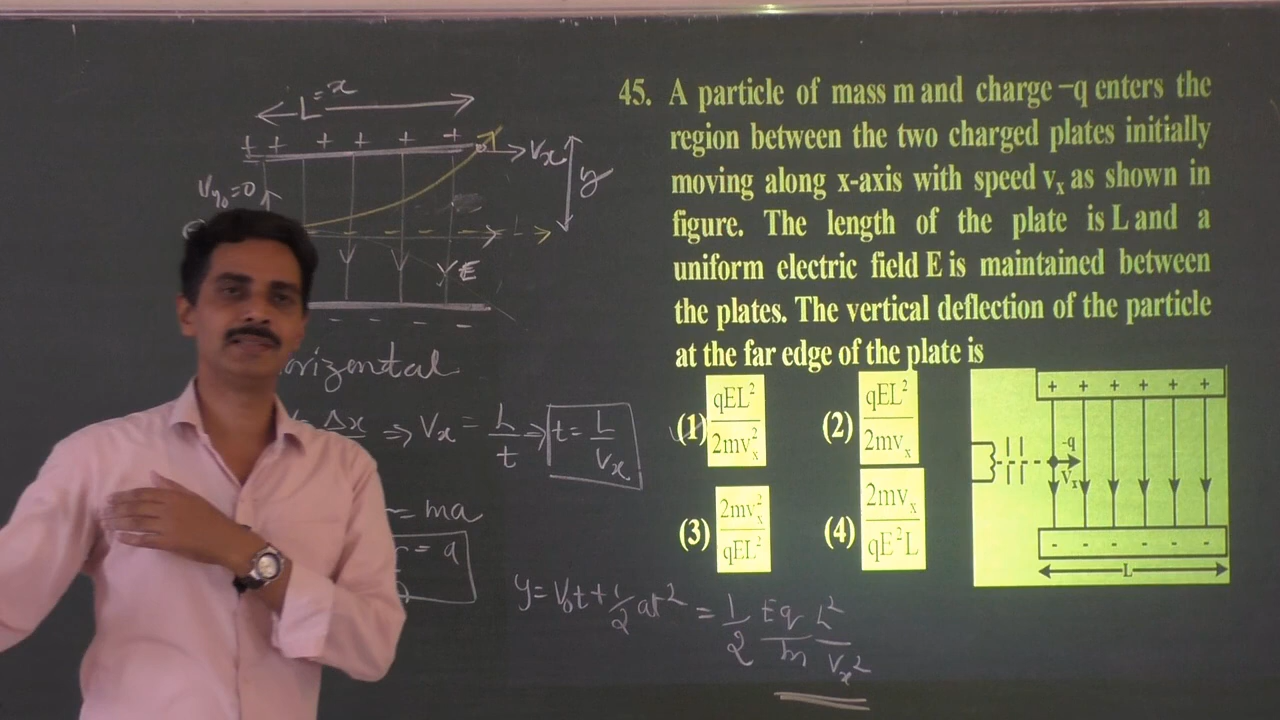 L = x
+ + + + + +
Vx
y
Vy₀=0
E
- - - -
orizontal
Δx ⇒ Vx = L/t ⇒ t = L/Vx
= ma
= a
y = V₀t + 1/2 at² = 1/2 Eq/m L²/Vx²
45. A particle of mass m and charge −q enters the
region between the two charged plates initially
moving along x-axis with speed vₓ as shown in
figure. The length of the plate is L and a
uniform electric field E is maintained between
the plates. The vertical deflection of the particle
at the far edge of the plate is
(1) qEL²/2mvₓ² (2) qEL²/2mvₓ
(3) 2mvₓ²/qEL² (4) 2mvₓ/qE²L
+ + + + + +
-q
Vₓ
- - - - - -
L